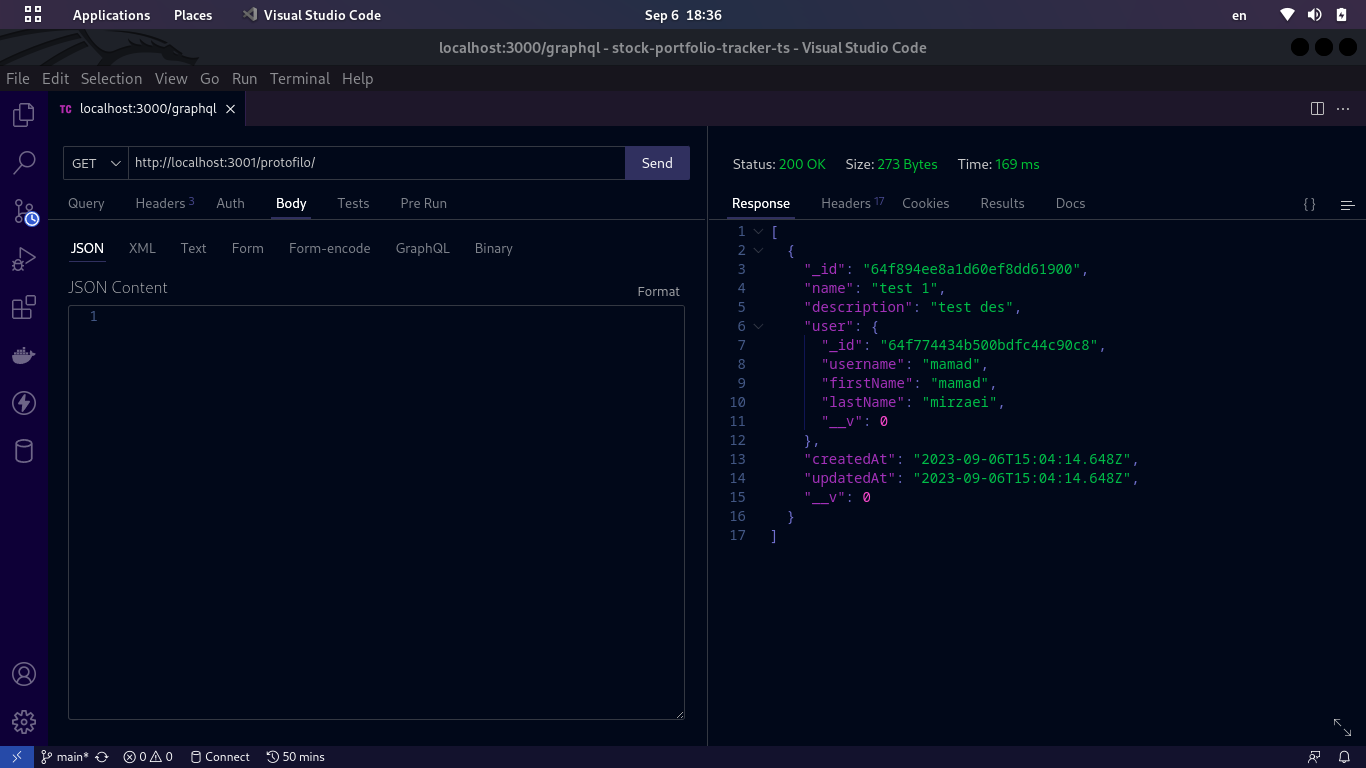 Applications Places Visual Studio Code Sep 6 18:36 en
localhost:3000/graphql - stock-portfolio-tracker-ts - Visual Studio Code
File Edit Selection View Go Run Terminal Help
TC localhost:3000/graphql
GET http://localhost:3001/protofilo/ Send
Status: 200 OK Size: 273 Bytes Time: 169 ms
Query Headers 3 Auth Body Tests Pre Run
Response Headers 17 Cookies Results Docs {}
JSON XML Text Form Form-encode GraphQL Binary
JSON Content Format
1
1 [
2 {
3 "_id": "64f894ee8a1d60ef8dd61900",
4 "name": "test 1",
5 "description": "test des",
6 "user": {
7 "_id": "64f774434b500bdfc44c90c8",
8 "username": "mamad",
9 "firstName": "mamad",
10 "lastName": "mirzaei",
11 "__v": 0
12 },
13 "createdAt": "2023-09-06T15:04:14.648Z",
14 "updatedAt": "2023-09-06T15:04:14.648Z",
15 "__v": 0
16 }
17 ]
main* 0 0 Connect 50 mins